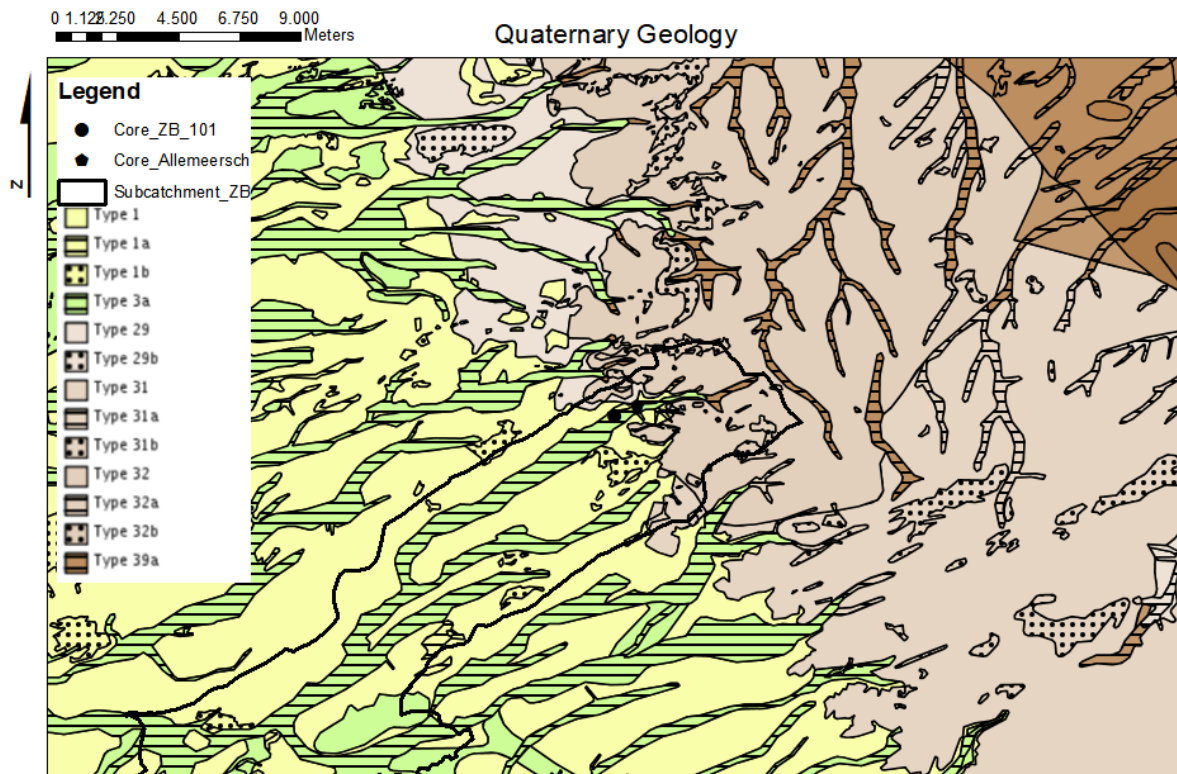 0 1.125 2.250 4.500 6.750 9.000
Meters
Quaternary Geology
N
Legend
Core_ZB_101
Core_Allemeersch
Subcatchment_ZB
Type 1
Type 1a
Type 1b
Type 3a
Type 29
Type 29b
Type 31
Type 31a
Type 31b
Type 32
Type 32a
Type 32b
Type 39a